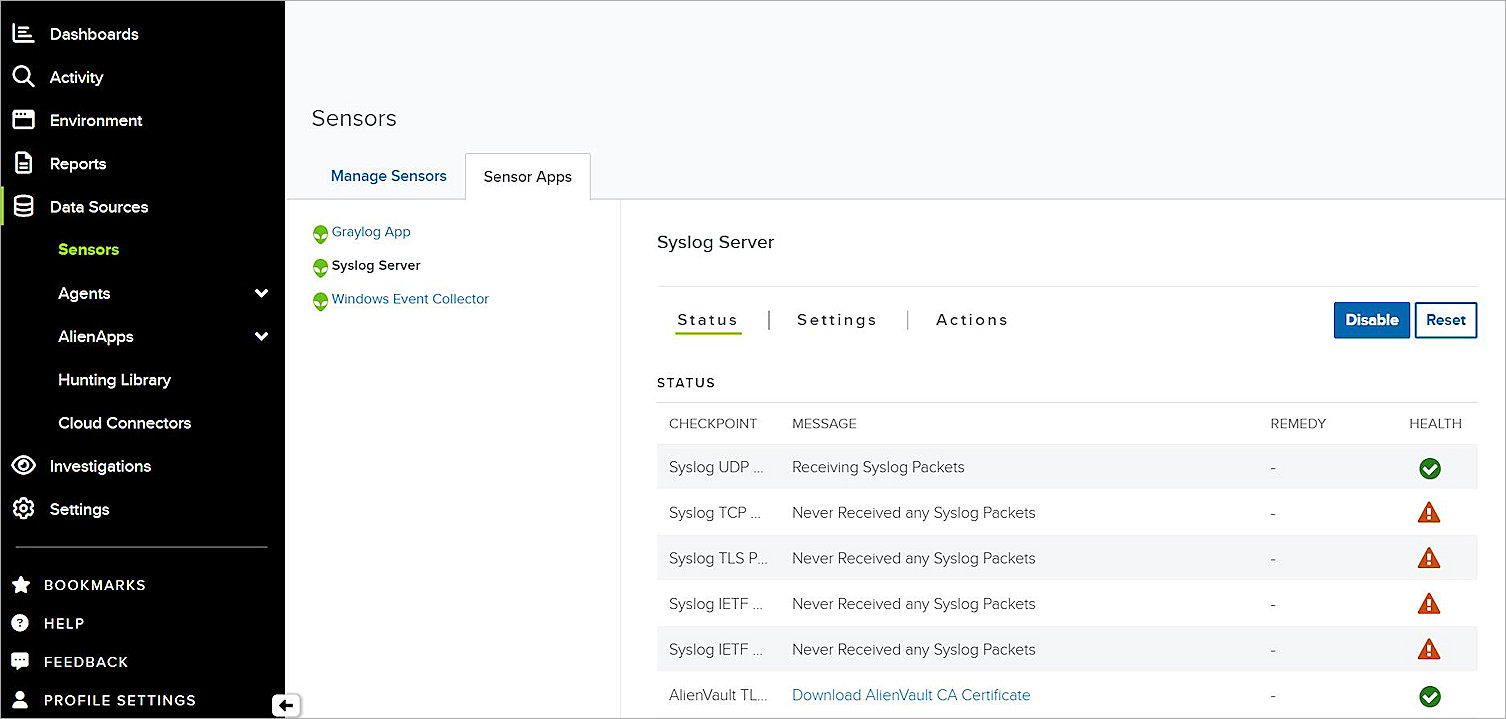 Dashboards
Activity
Environment
Reports
Data Sources
Sensors
Agents
AlienApps
Hunting Library
Cloud Connectors
Investigations
Settings
BOOKMARKS
HELP
FEEDBACK
PROFILE SETTINGS
Sensors
Manage Sensors Sensor Apps
Graylog App
Syslog Server
Windows Event Collector
Syslog Server
Status | Settings | Actions Disable Reset
STATUS
CHECKPOINT MESSAGE REMEDY HEALTH
Syslog UDP ... Receiving Syslog Packets -
Syslog TCP ... Never Received any Syslog Packets -
Syslog TLS P... Never Received any Syslog Packets -
Syslog IETF ... Never Received any Syslog Packets -
Syslog IETF ... Never Received any Syslog Packets -
AlienVault TL... Download AlienVault CA Certificate -